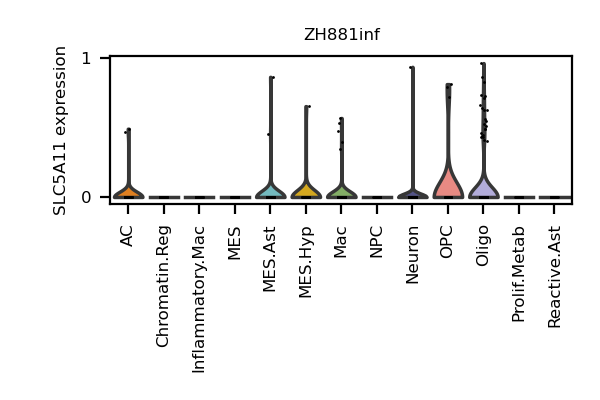 ZH881inf
SLC5A11 expression
1
0
AC
Chromatin.Reg
Inflammatory.Mac
MES
MES.Ast
MES.Hyp
Mac
NPC
Neuron
OPC
Oligo
Prolif.Metab
Reactive.Ast